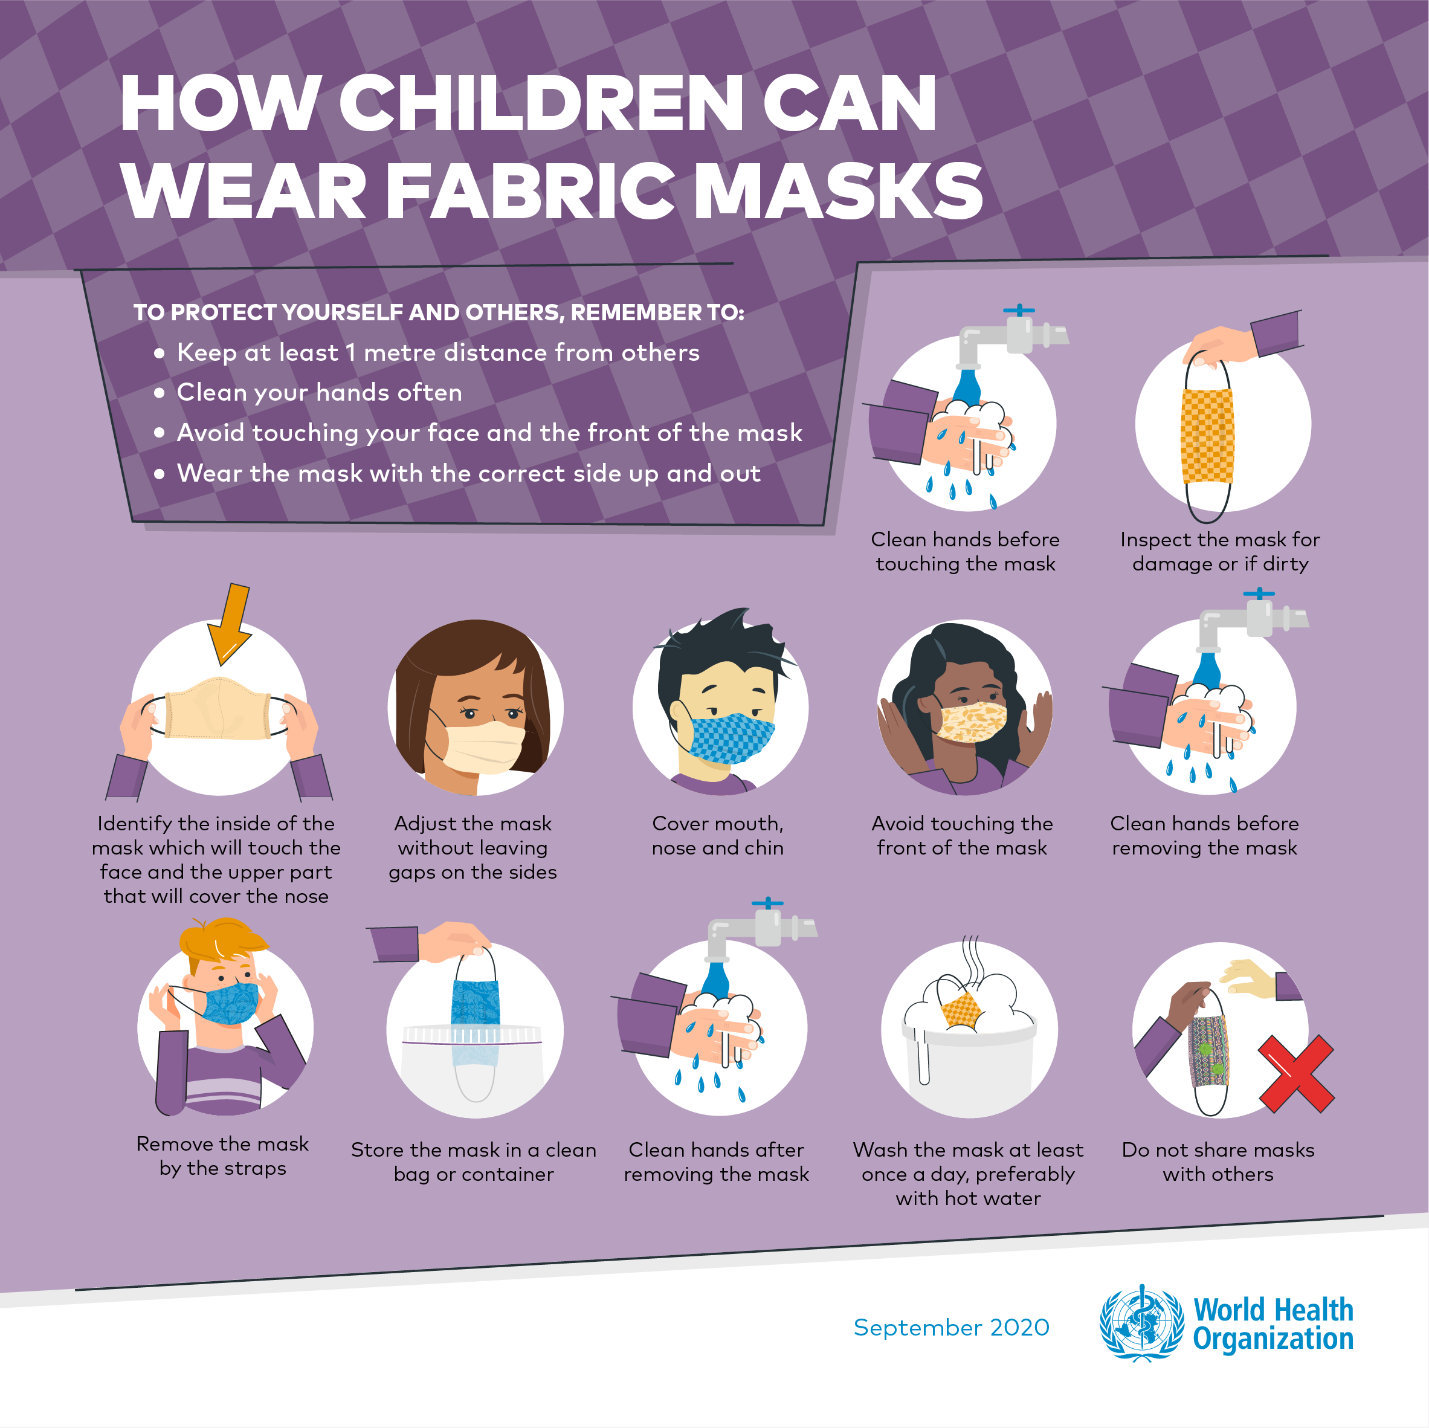 HOW CHILDREN CAN
WEAR FABRIC MASKS
TO PROTECT YOURSELF AND OTHERS, REMEMBER TO:
• Keep at least 1 metre distance from others
• Clean your hands often
• Avoid touching your face and the front of the mask
• Wear the mask with the correct side up and out
Clean hands before
touching the mask
Inspect the mask for
damage or if dirty
Identify the inside of the
mask which will touch the
face and the upper part
that will cover the nose
Adjust the mask
without leaving
gaps on the sides
Cover mouth,
nose and chin
Avoid touching the
front of the mask
Clean hands before
removing the mask
Remove the mask
by the straps
Store the mask in a clean
bag or container
Clean hands after
removing the mask
Wash the mask at least
once a day, preferably
with hot water
Do not share masks
with others
September 2020
World Health
Organization